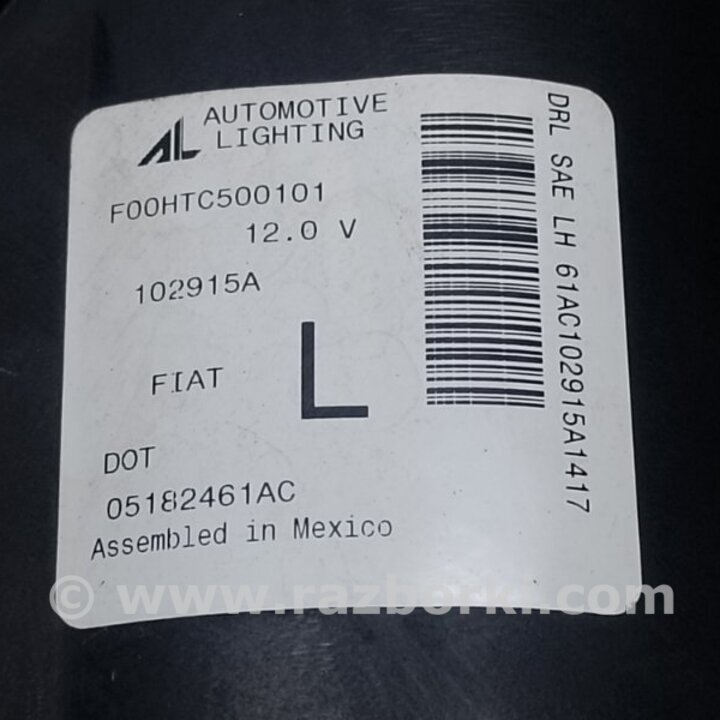 AL AUTOMOTIVE
LIGHTING
F00HTC500101
12.0 V
102915A
FIAT
L
DOT
05182461AC
Assembled in Mexico
DRL SAE LH 61AC102915A1417
© www.razborki.com